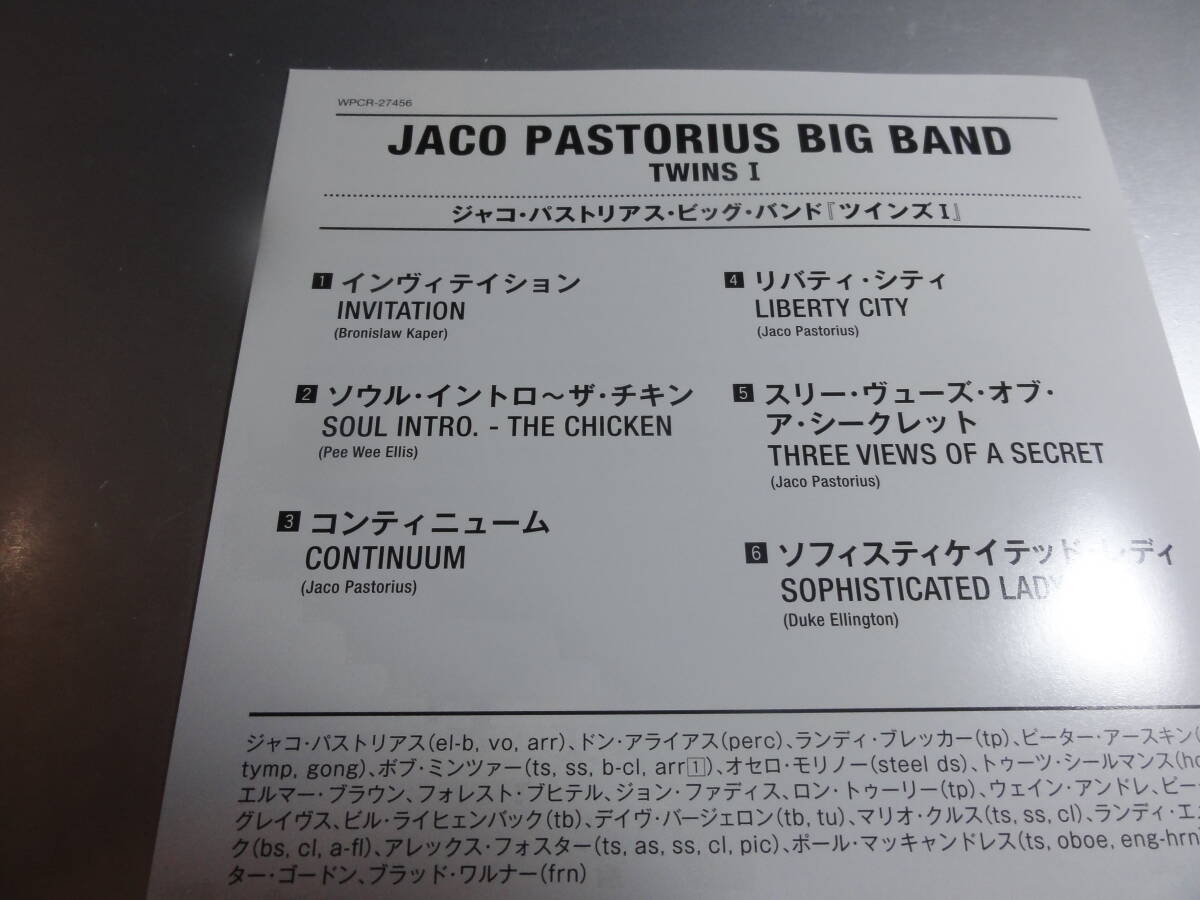 WPCR-27456
JACO PASTORIUS BIG BAND
TWINS I
ジャコ・パストリアス・ビッグ・バンド『ツインズI』
1 インヴィテイション
INVITATION
(Bronislaw Kaper)
2 ソウル・イントロ〜ザ・チキン
SOUL INTRO. - THE CHICKEN
(Pee Wee Ellis)
3 コンティニューム
CONTINUUM
(Jaco Pastorius)
4 リバティ・シティ
LIBERTY CITY
(Jaco Pastorius)
5 スリー・ヴューズ・オブ・
ア・シークレット
THREE VIEWS OF A SECRET
(Jaco Pastorius)
6 ソフィスティケイテッド・レディ
SOPHISTICATED LADY
(Duke Ellington)
ジャコ・パストリアス(el-b, vo, arr)、ドン・アライアス(perc)、ランディ・ブレッカー(tp)、ピーター・アースキン(
tymp, gong)、ボブ・ミンツァー(ts, ss, b-cl, arr1)、オセロ・モリノー(steel ds)、トゥーツ・シールマンス(
エルマー・ブラウン、フォレスト・ブヒテル、ジョン・ファディス、ロン・トゥーリー(tp)、ウェイン・アンドレ、ピー
グレイヴス、ビル・ライヒェンバック(tb)、デイヴ・バージェロン(tb, tu)、マリオ・クルス(ts, ss, cl)、ランディ・エ
ク(bs, cl, a-fl)、アレックス・フォスター(ts, as, ss, cl, pic)、ポール・マッキャンドレス(ts, oboe, eng-hrn
ター・ゴードン、ブラッド・ワルナー(frn)